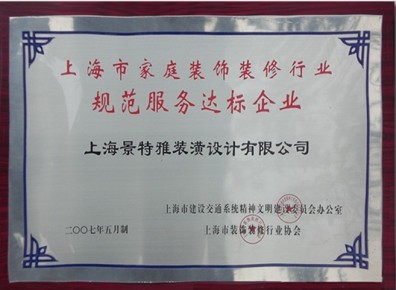 上海市家庭装饰装修行业
规范服务达标企业
上海景特雅装潢设计有限公司
上海市建设交通系统精神文明建设委员会办公室
二〇〇七年五月制
上海市装饰装修行业协会